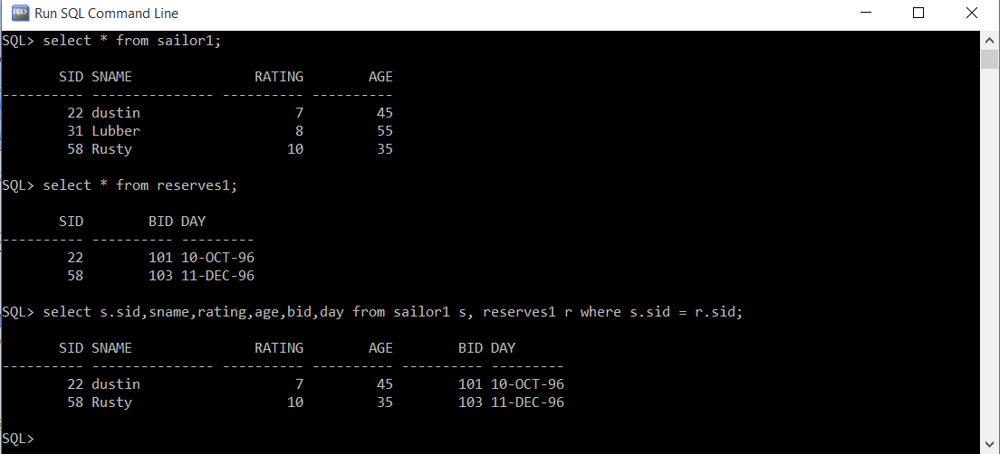 Run SQL Command Line
SQL> select * from sailor1;
SID SNAME RATING AGE
---------- --------------- ---------- ----------
22 dustin 7 45
31 Lubber 8 55
58 Rusty 10 35
SQL> select * from reserves1;
SID BID DAY
---------- ---------- ---------
22 101 10-OCT-96
58 103 11-DEC-96
SQL> select s.sid,sname,rating,age,bid,day from sailor1 s, reserves1 r where s.sid = r.sid;
SID SNAME RATING AGE BID DAY
---------- --------------- ---------- ---------- ---------- ---------
22 dustin 7 45 101 10-OCT-96
58 Rusty 10 35 103 11-DEC-96
SQL>